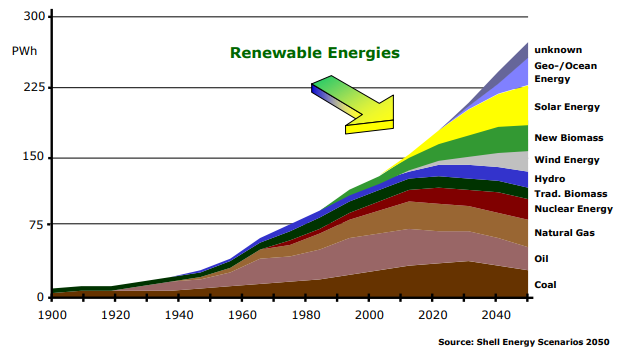 300
PWh
Renewable Energies
unknown
Geo-/Ocean
Energy
225
Solar Energy
New Biomass
150
Wind Energy
Hydro
Trad. Biomass
Nuclear Energy
75
Natural Gas
Oil
Coal
0
1900 1920 1940 1960 1980 2000 2020 2040
Source: Shell Energy Scenarios 2050